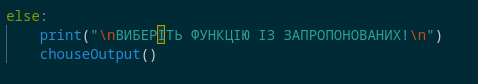 else:
    print("\nВИБЕРІТЬ ФУНКЦІЮ ІЗ ЗАПРОПОНОВАНИХ!\n")
    chouseOutput()